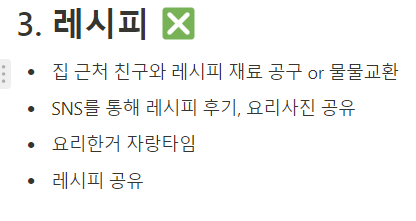 3. 레시피 ❎
• 집 근처 친구와 레시피 재료 공구 or 물물교환
• SNS를 통해 레시피 후기, 요리사진 공유
• 요리한거 자랑타임
• 레시피 공유